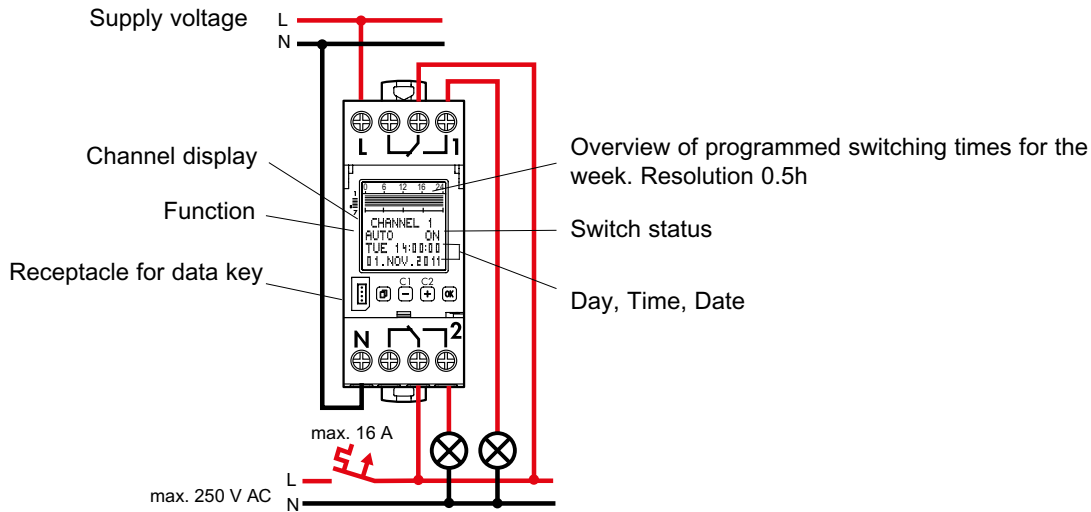 Supply voltage
L
N
L
1
Channel display
Overview of programmed switching times for the
week. Resolution 0.5h
0 6 12 16 24
1
7
Function
CHANNEL 1
AUTO ON
Switch status
TUE 14:00:00
01.NOV.2011
Receptacle for data key
Day, Time, Date
C1 C2
- + OK
N
2
max. 16 A
L
max. 250 V AC
N